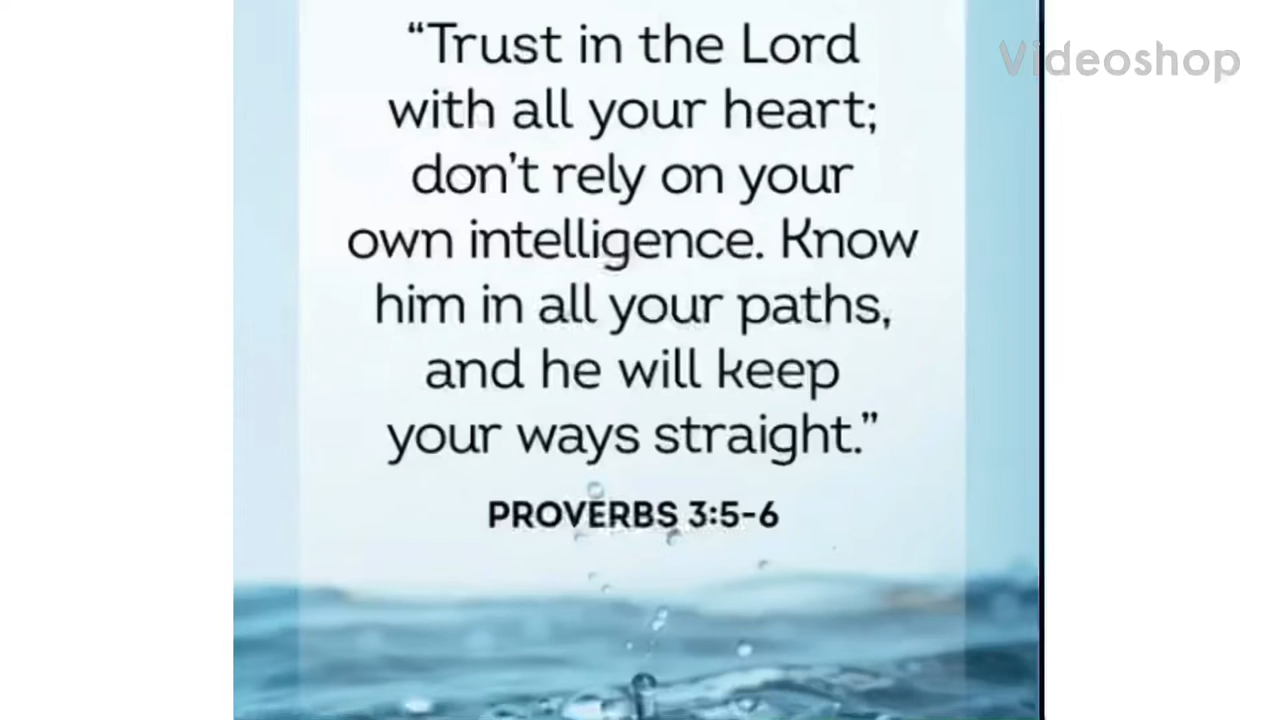 Videoshop
“Trust in the Lord
with all your heart;
don’t rely on your
own intelligence. Know
him in all your paths,
and he will keep
your ways straight.”
PROVERBS 3:5-6